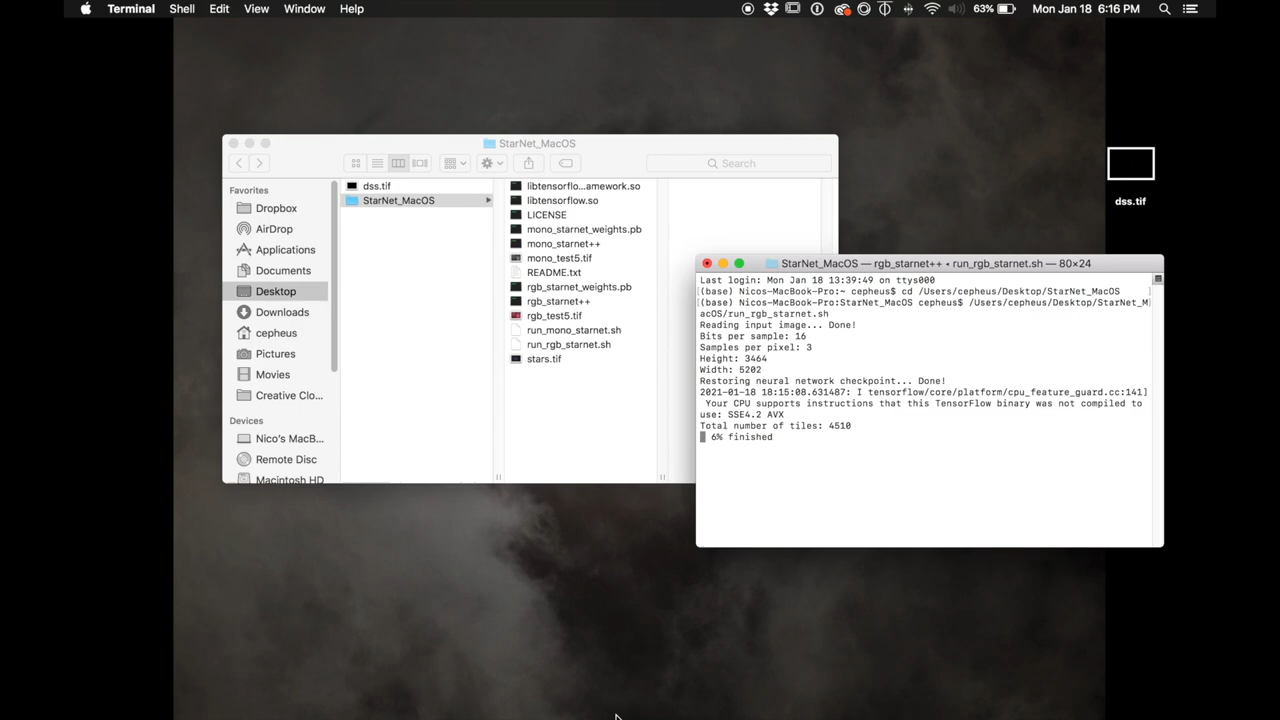 Terminal Shell Edit View Window Help
63% Mon Jan 18 6:16 PM
StarNet_MacOS
Search
Favorites
Dropbox
AirDrop
Applications
Documents
Desktop
Downloads
cepheus
Pictures
Movies
Creative Clo...
Devices
Nico's MacB...
Remote Disc
Macintosh HD
dss.tif
StarNet_MacOS
libtensorflo...amework.so
libtensorflow.so
LICENSE
mono_starnet_weights.pb
mono_starnet++
mono_test5.tif
README.txt
rgb_starnet_weights.pb
rgb_starnet++
rgb_test5.tif
run_mono_starnet.sh
run_rgb_starnet.sh
stars.tif
dss.tif
StarNet_MacOS — rgb_starnet++ • run_rgb_starnet.sh — 80×24
Last login: Mon Jan 18 13:39:49 on ttys000
[(base) Nicos-MacBook-Pro:~ cepheus$ cd /Users/cepheus/Desktop/StarNet_MacOS ]
[(base) Nicos-MacBook-Pro:StarNet_MacOS cepheus$ /Users/cepheus/Desktop/StarNet_M]
acOS/run_rgb_starnet.sh
Reading input image... Done!
Bits per sample: 16
Samples per pixel: 3
Height: 3464
Width: 5202
Restoring neural network checkpoint... Done!
2021-01-18 18:15:08.631487: I tensorflow/core/platform/cpu_feature_guard.cc:141]
Your CPU supports instructions that this TensorFlow binary was not compiled to
use: SSE4.2 AVX
Total number of tiles: 4510
6% finished